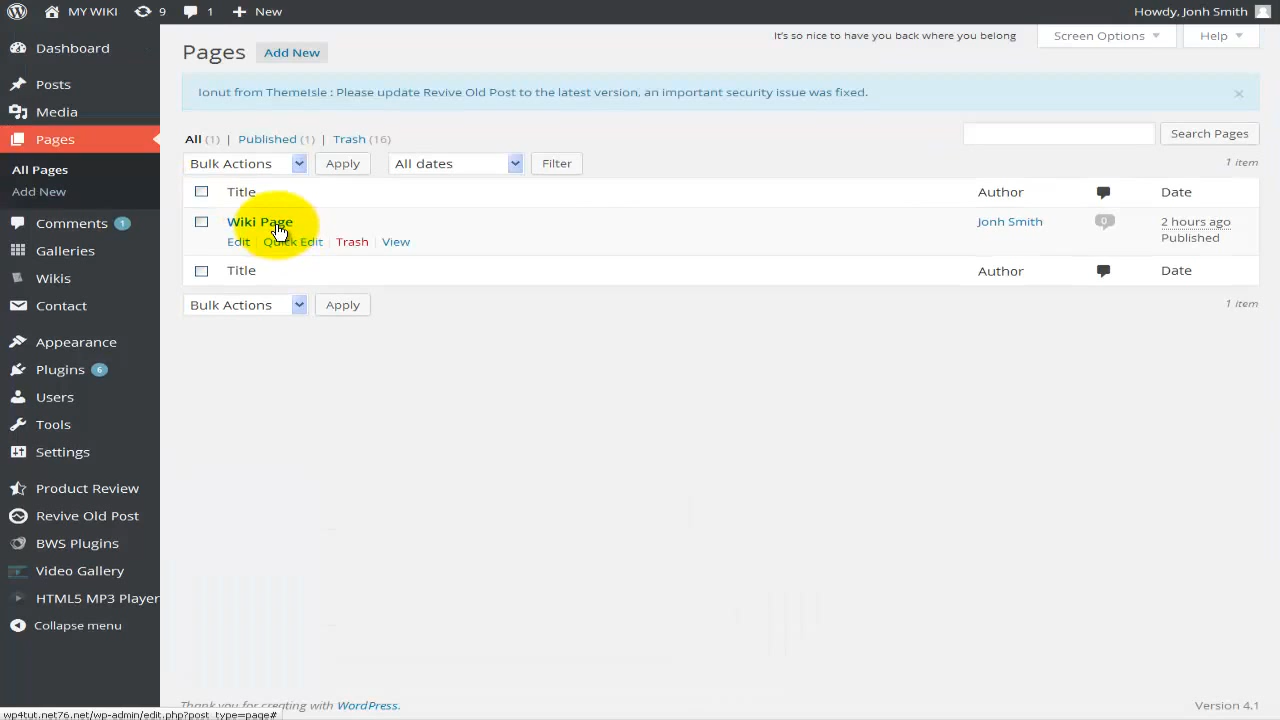 MY WIKI 9 1 New Howdy, Jonh Smith
It's so nice to have you back where you belong Screen Options Help
Pages Add New
Ionut from ThemeIsle : Please update Revive Old Post to the latest version, an important security issue was fixed. ×
All (1) | Published (1) | Trash (16) Search Pages
Bulk Actions Apply All dates Filter 1 item
Title Author Date
Wiki Page Jonh Smith 0 2 hours ago
Edit | Quick Edit | Trash | View Published
Title Author Date
Bulk Actions Apply 1 item
Dashboard
Posts
Media
Pages
All Pages
Add New
Comments 1
Galleries
Wikis
Contact
Appearance
Plugins 6
Users
Tools
Settings
Product Review
Revive Old Post
BWS Plugins
Video Gallery
HTML5 MP3 Player
Collapse menu
Thank you for creating with WordPress. Version 4.1
wp4tut.net76.net/wp-admin/edit.php?post_type=page#